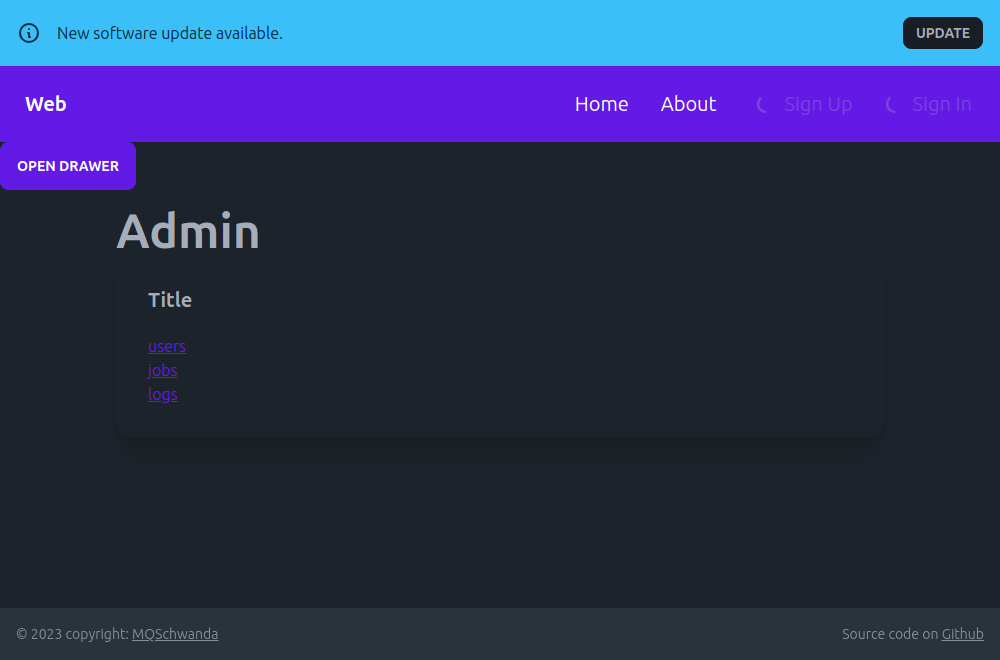 New software update available.
UPDATE
Web
Home
About
Sign Up
Sign In
OPEN DRAWER
Admin
Title
users
jobs
logs
© 2023 copyright: MQSchwanda
Source code on Github